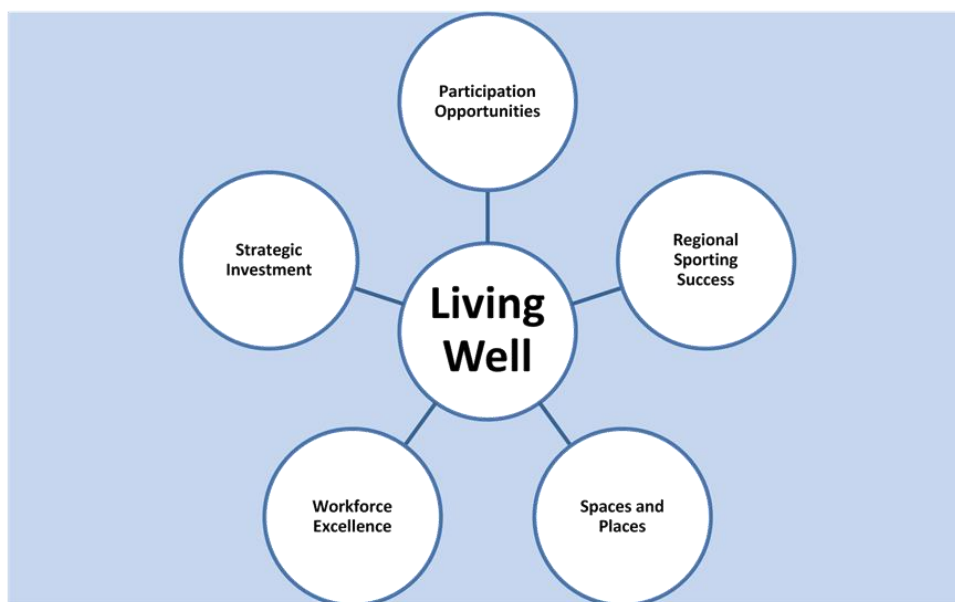 Participation
Opportunities
Strategic
Investment
Regional
Sporting
Success
Living
Well
Workforce
Excellence
Spaces and
Places